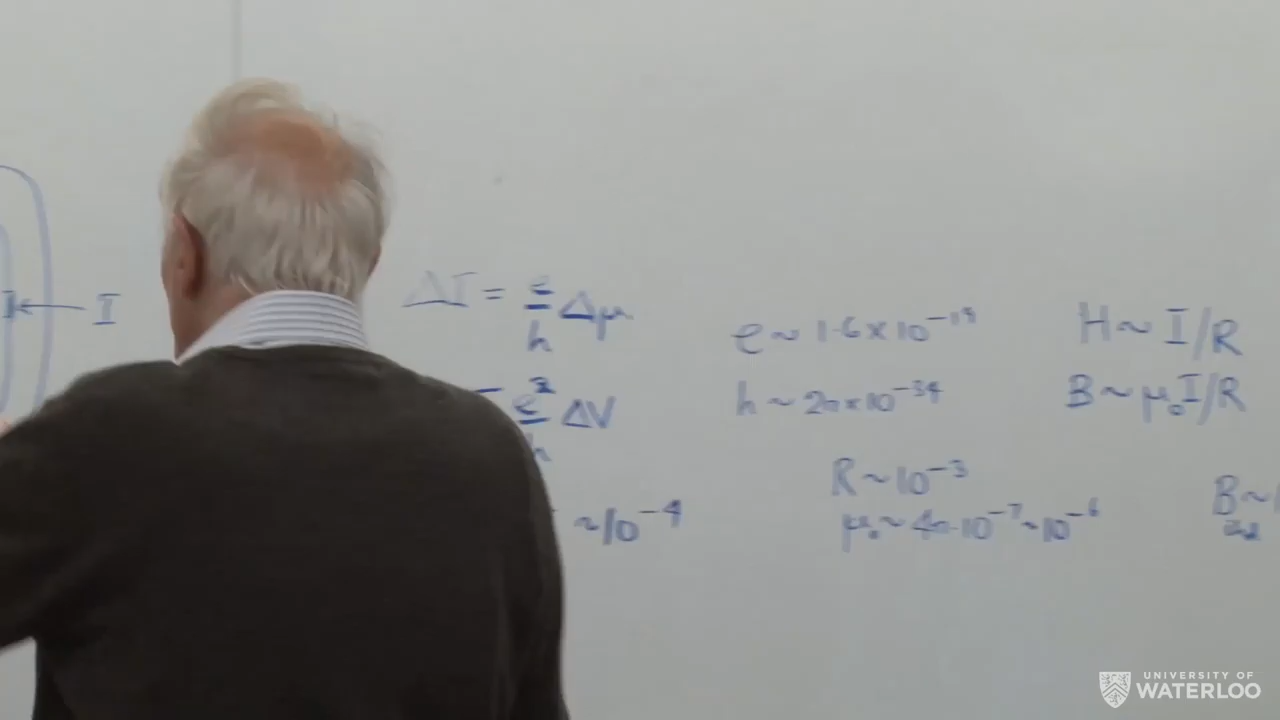 I
ΔI = e/h Δμ
e²/h ΔV
~10⁻⁴
e ~ 1.6×10⁻¹⁹
h ~ 2π×10⁻³⁴
R ~ 10⁻³
μ₀ ~ 4π·10⁻⁷ ~ 10⁻⁶
H ~ I/R
B ~ μ₀I/R
B ~
UNIVERSITY OF
WATERLOO